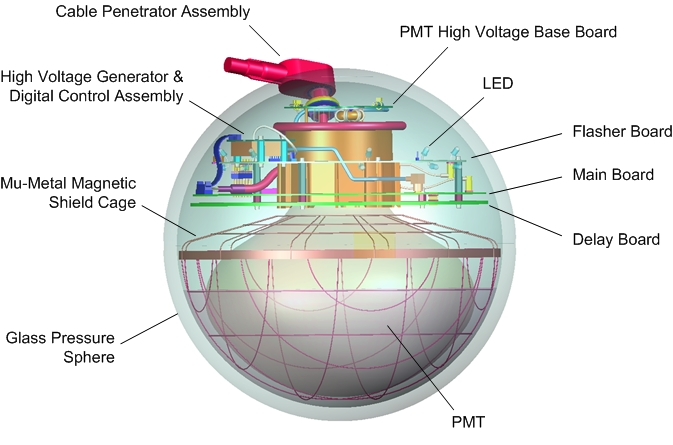 Cable Penetrator Assembly
PMT High Voltage Base Board
High Voltage Generator &
Digital Control Assembly
LED
Flasher Board
Main Board
Mu-Metal Magnetic
Shield Cage
Delay Board
Glass Pressure
Sphere
PMT